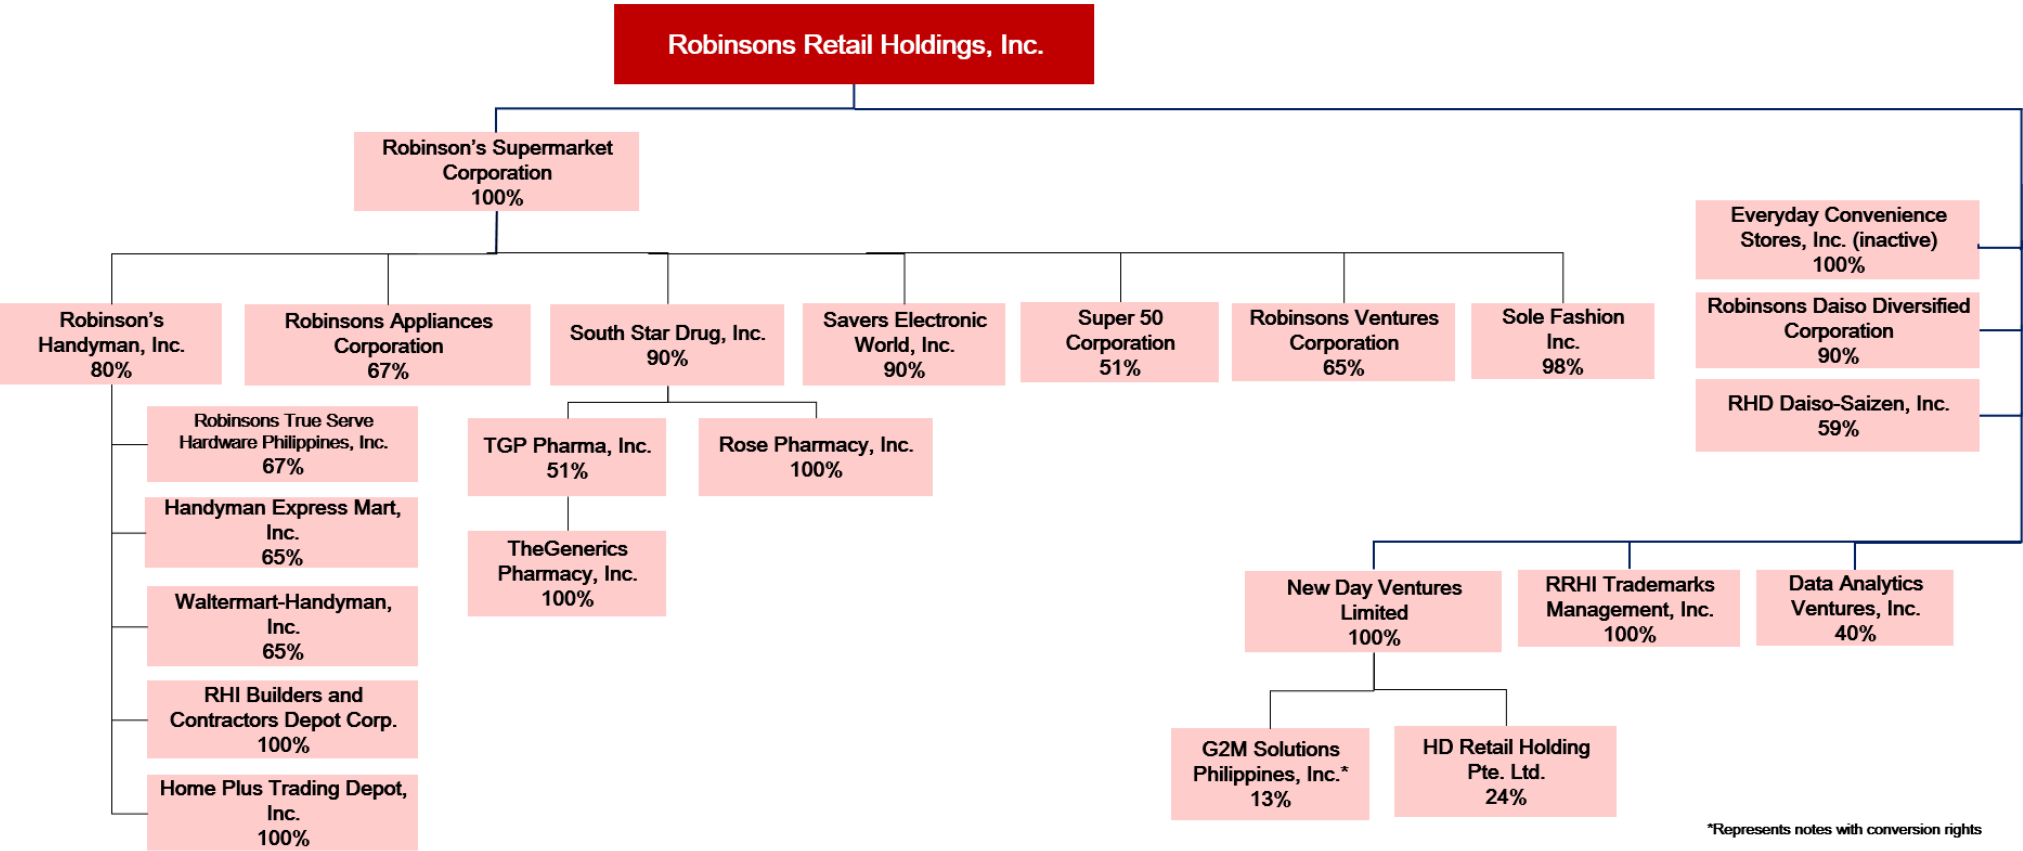 Robinsons Retail Holdings, Inc.
Robinson’s Supermarket
Corporation
100%
Everyday Convenience
Stores, Inc. (inactive)
100%
Robinsons Daiso Diversified
Corporation
90%
RHD Daiso-Saizen, Inc.
59%
Robinson’s
Handyman, Inc.
80%
Robinsons Appliances
Corporation
67%
South Star Drug, Inc.
90%
Savers Electronic
World, Inc.
90%
Super 50
Corporation
51%
Robinsons Ventures
Corporation
65%
Sole Fashion
Inc.
98%
Robinsons True Serve
Hardware Philippines, Inc.
67%
Handyman Express Mart,
Inc.
65%
Waltermart-Handyman,
Inc.
65%
RHI Builders and
Contractors Depot Corp.
100%
Home Plus Trading Depot,
Inc.
100%
TGP Pharma, Inc.
51%
Rose Pharmacy, Inc.
100%
TheGenerics
Pharmacy, Inc.
100%
New Day Ventures
Limited
100%
RRHI Trademarks
Management, Inc.
100%
Data Analytics
Ventures, Inc.
40%
G2M Solutions
Philippines, Inc.*
13%
HD Retail Holding
Pte. Ltd.
24%
*Represents notes with conversion rights